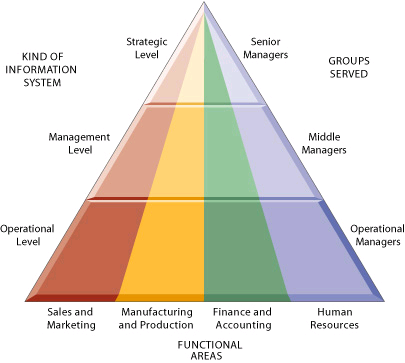 KIND OF
INFORMATION
SYSTEM
Strategic
Level
Senior
Managers
GROUPS
SERVED
Management
Level
Middle
Managers
Operational
Level
Operational
Managers
Sales and
Marketing
Manufacturing
and Production
Finance and
Accounting
Human
Resources
FUNCTIONAL
AREAS